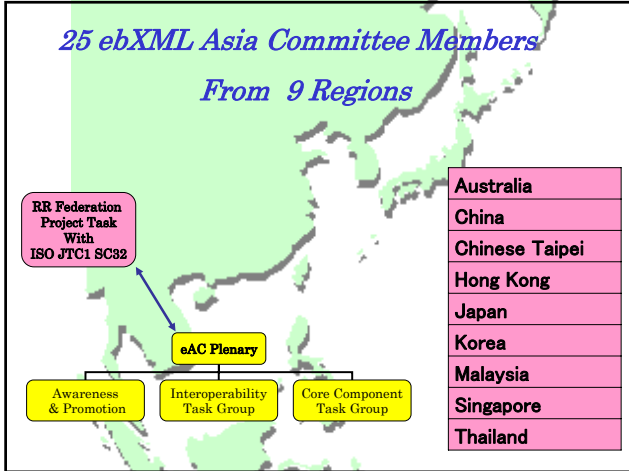 25 ebXML Asia Committee Members
From 9 Regions
RR Federation
Project Task
With
ISO JTC1 SC32
eAC Plenary
Awareness
& Promotion
Interoperability
Task Group
Core Component
Task Group
Australia
China
Chinese Taipei
Hong Kong
Japan
Korea
Malaysia
Singapore
Thailand